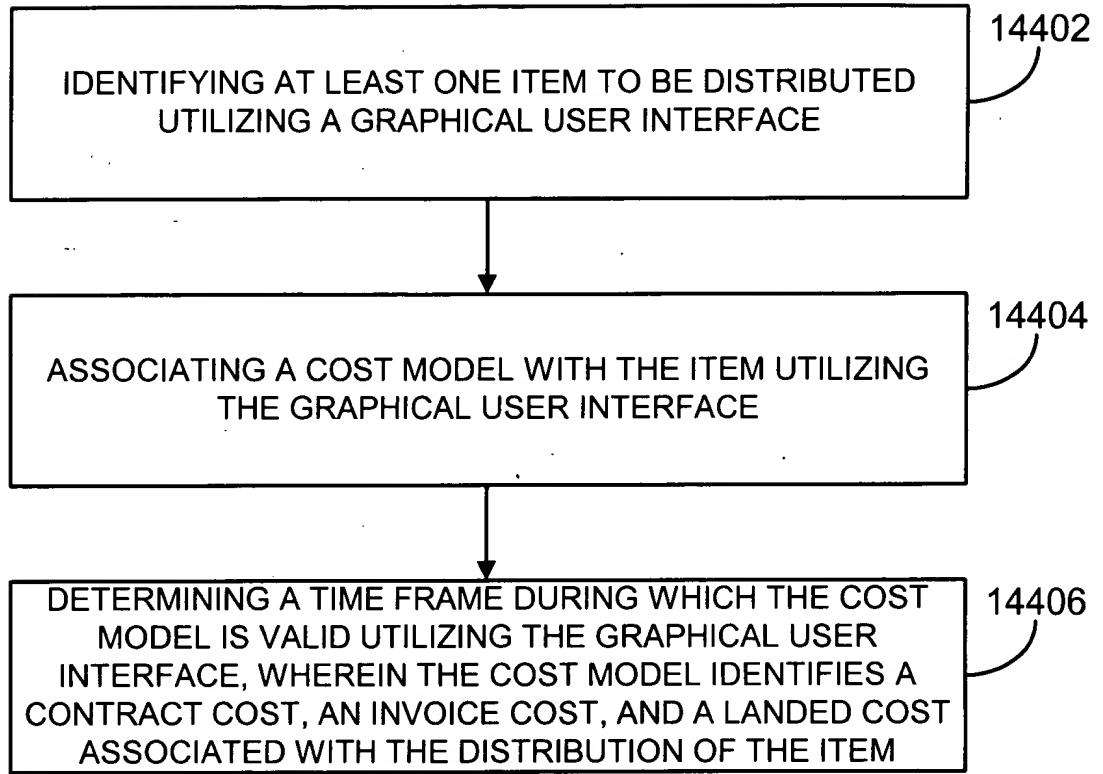 14402
IDENTIFYING AT LEAST ONE ITEM TO BE DISTRIBUTED
UTILIZING A GRAPHICAL USER INTERFACE
14404
ASSOCIATING A COST MODEL WITH THE ITEM UTILIZING
THE GRAPHICAL USER INTERFACE
14406
DETERMINING A TIME FRAME DURING WHICH THE COST
MODEL IS VALID UTILIZING THE GRAPHICAL USER
INTERFACE, WHEREIN THE COST MODEL IDENTIFIES A
CONTRACT COST, AN INVOICE COST, AND A LANDED COST
ASSOCIATED WITH THE DISTRIBUTION OF THE ITEM